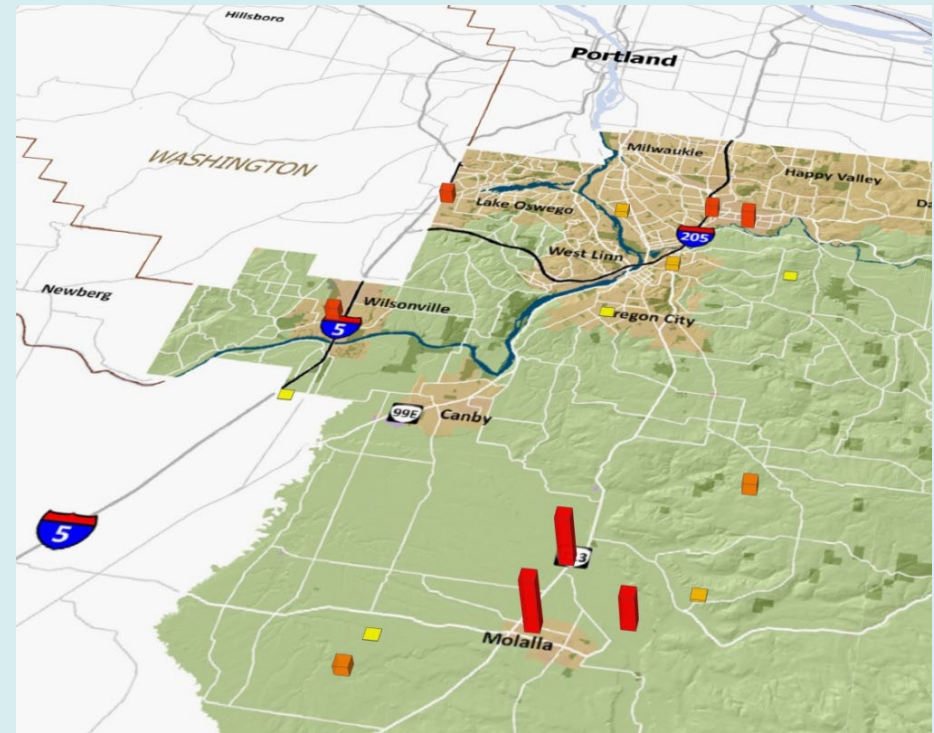 Hillsboro
Portland
WASHINGTON
Milwaukie
Happy Valley
Lake Oswego
205
West Linn
Newberg
Wilsonville
5
regon City
99E
Canby
5
3
Molalla